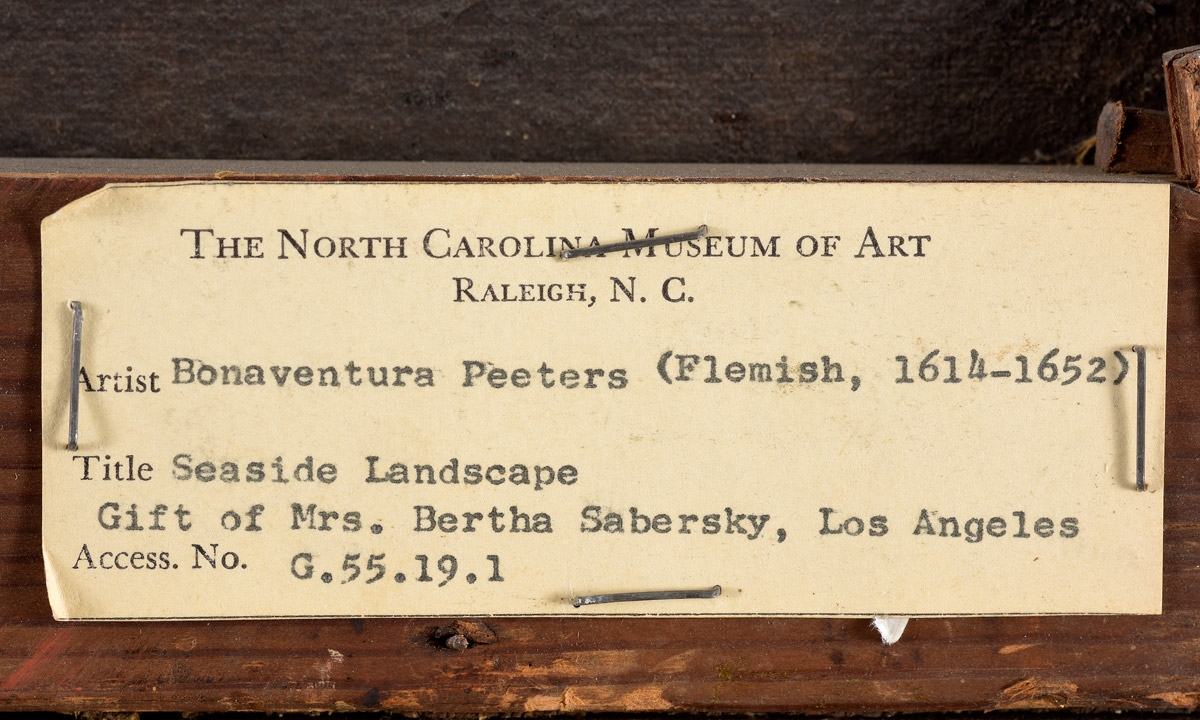 The North Carolina Museum of Art
Raleigh, N. C.
Artist Bonaventura Peeters (Flemish, 1614-1652)
Title Seaside Landscape
Gift of Mrs. Bertha Sabersky, Los Angeles
Access. No. G.55.19.1